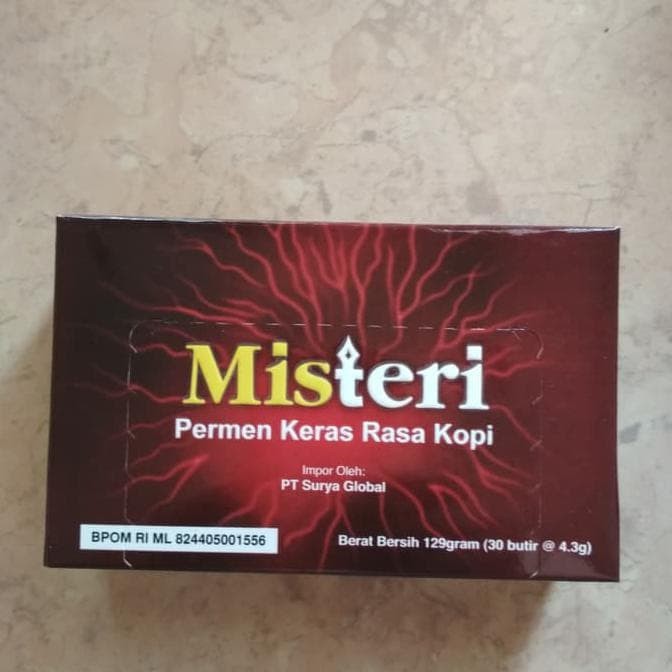 Misteri
Permen Keras Rasa Kopi
Impor Oleh:
PT Surya Global
BPOM RI ML 824405001556
Berat Bersih 129gram (30 butir @ 4.3g)